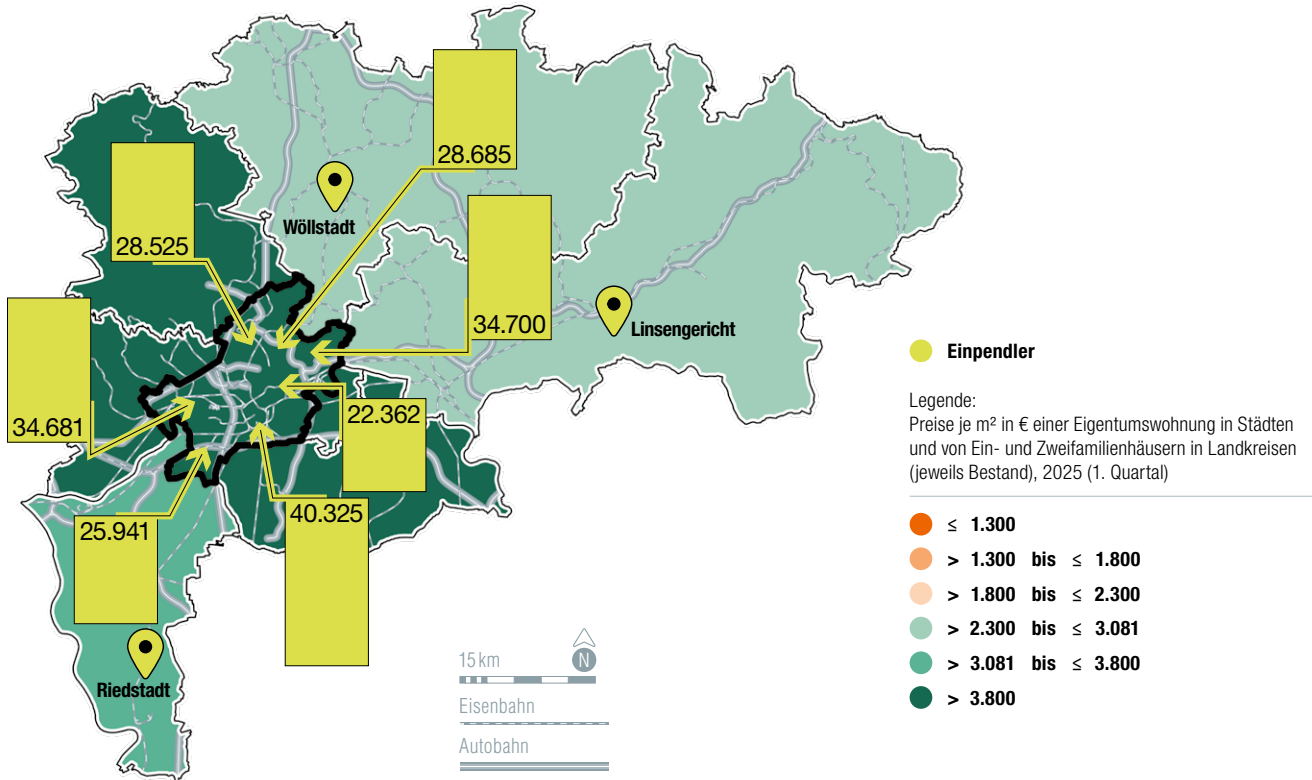 28.685
Wöllstadt
28.525
34.700
Linsengericht
34.681
22.362
25.941
40.325
Riedstadt
15 km
N
Eisenbahn
Autobahn
Einpendler
Legende:
Preise je m² in € einer Eigentumswohnung in Städten
und von Ein- und Zweifamilienhäusern in Landkreisen
(jeweils Bestand), 2025 (1. Quartal)
≤ 1.300
> 1.300 bis ≤ 1.800
> 1.800 bis ≤ 2.300
> 2.300 bis ≤ 3.081
> 3.081 bis ≤ 3.800
> 3.800